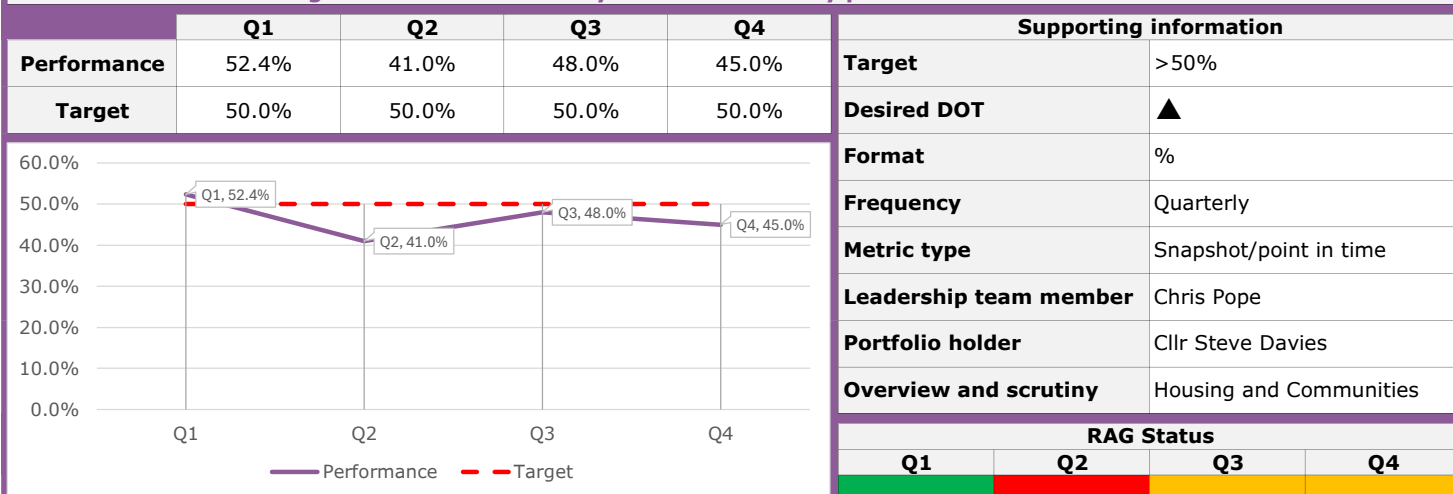 Q1 Q2 Q3 Q4
Performance 52.4% 41.0% 48.0% 45.0%
Target 50.0% 50.0% 50.0% 50.0%
60.0%
50.0%
40.0%
30.0%
20.0%
10.0%
0.0%
Q1, 52.4%
Q2, 41.0%
Q3, 48.0%
Q4, 45.0%
Q1 Q2 Q3 Q4
Performance Target
Supporting information
Target >50%
Desired DOT ▲
Format %
Frequency Quarterly
Metric type Snapshot/point in time
Leadership team member Chris Pope
Portfolio holder Cllr Steve Davies
Overview and scrutiny Housing and Communities
RAG Status
Q1 Q2 Q3 Q4